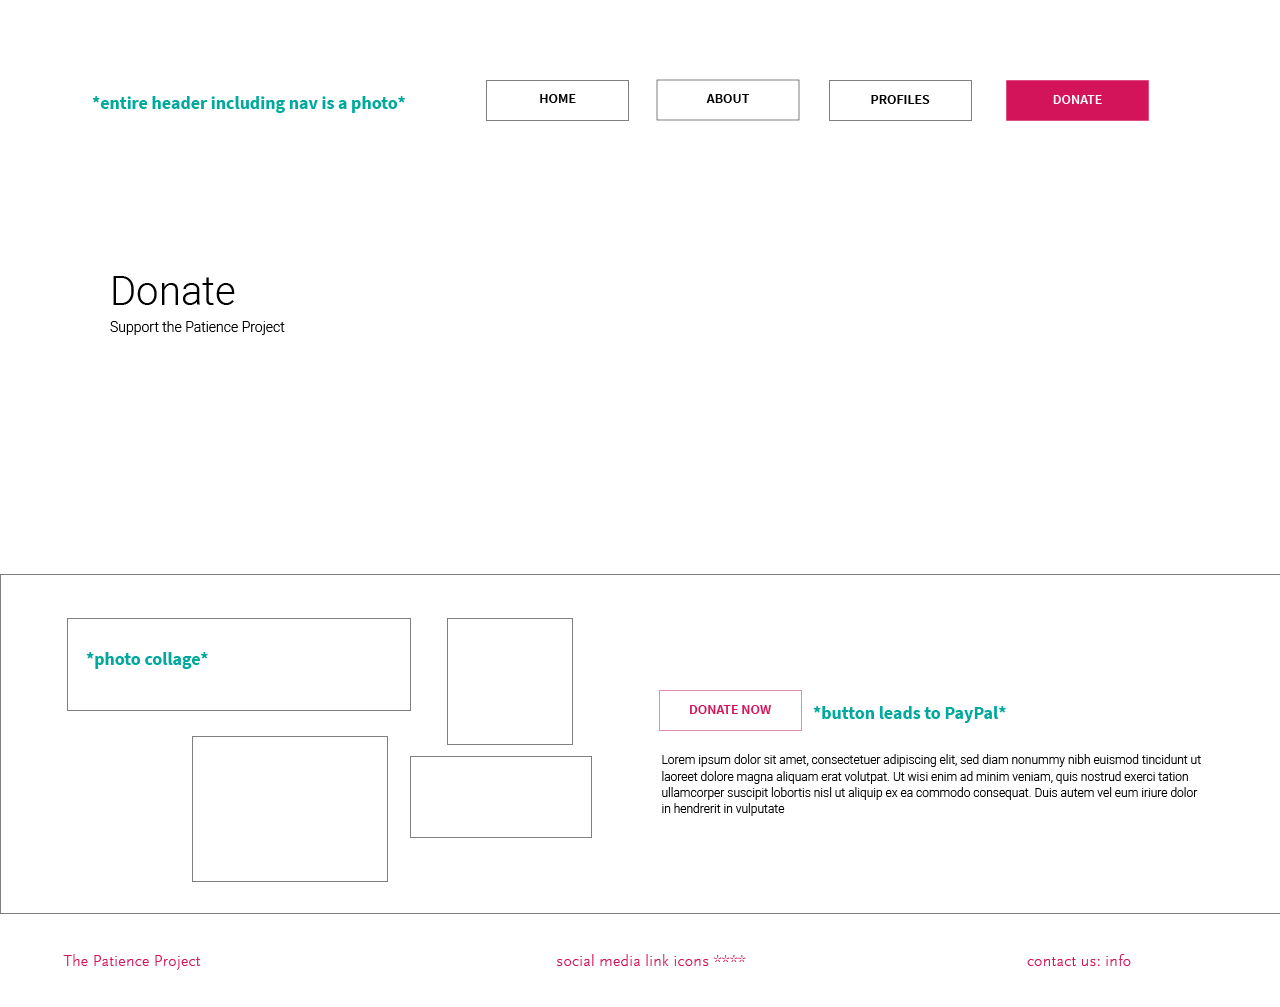 *entire header including nav is a photo*
HOME
ABOUT
PROFILES
DONATE
Donate
Support the Patience Project
*photo collage*
DONATE NOW
*button leads to PayPal*
Lorem ipsum dolor sit amet, consectetuer adipiscing elit, sed diam nonummy nibh euismod tincidunt ut
laoreet dolore magna aliquam erat volutpat. Ut wisi enim ad minim veniam, quis nostrud exerci tation
ullamcorper suscipit lobortis nisl ut aliquip ex ea commodo consequat. Duis autem vel eum iriure dolor
in hendrerit in vulputate
The Patience Project
social media link icons ****
contact us: info